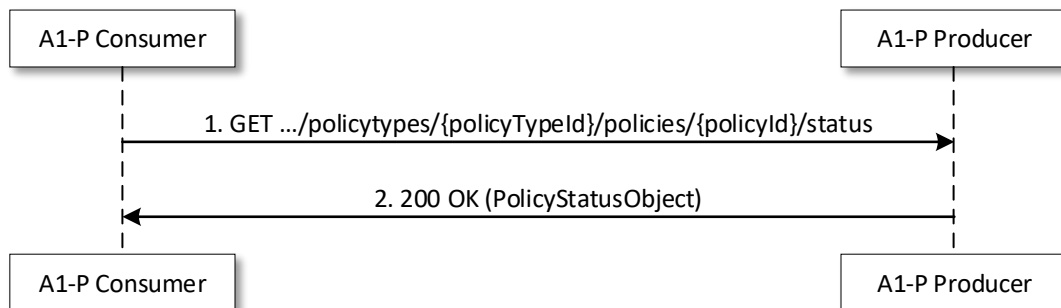 A1-P Consumer
A1-P Producer
1. GET .../policytypes/{policyTypeId}/policies/{policyId}/status
2. 200 OK (PolicyStatusObject)
A1-P Consumer
A1-P Producer